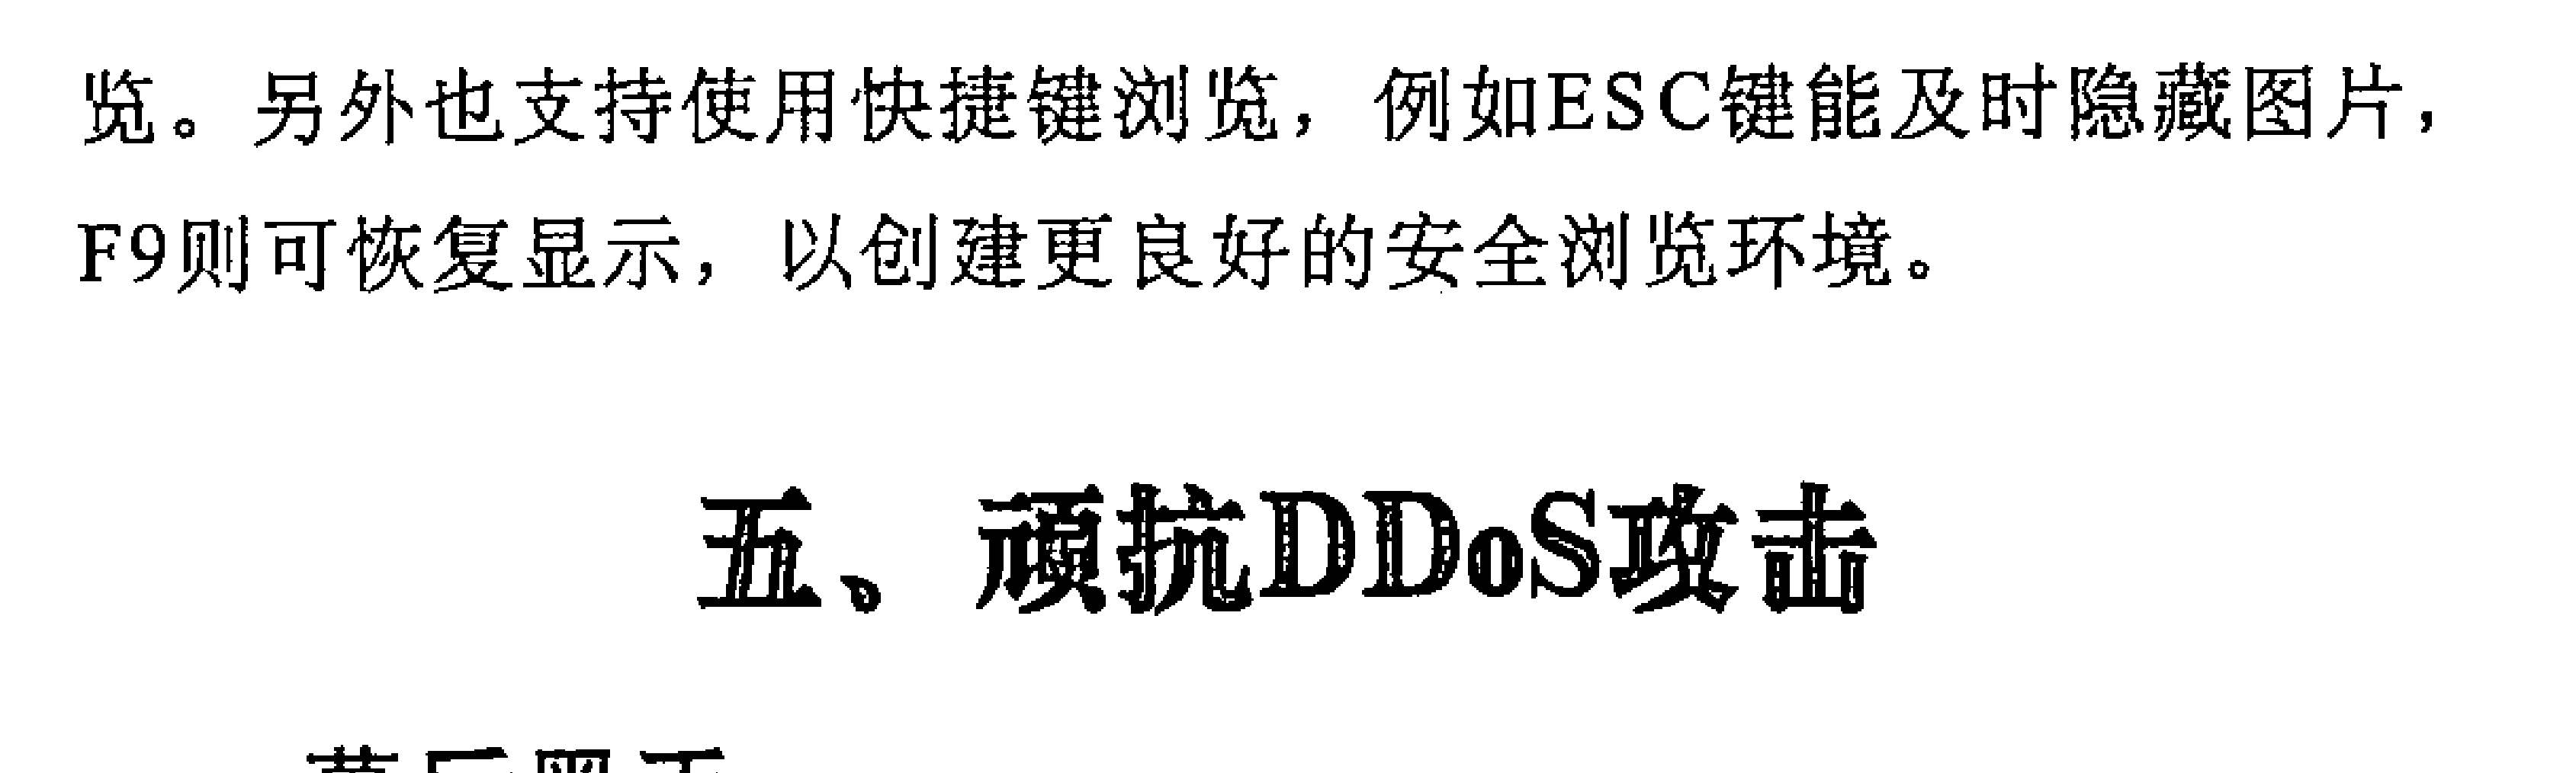 览。另外也支持使用快捷键浏览，例如ESC键能及时隐藏图片，
F9则可恢复显示，以创建更良好的安全浏览环境。
五、顽抗DDoS攻击